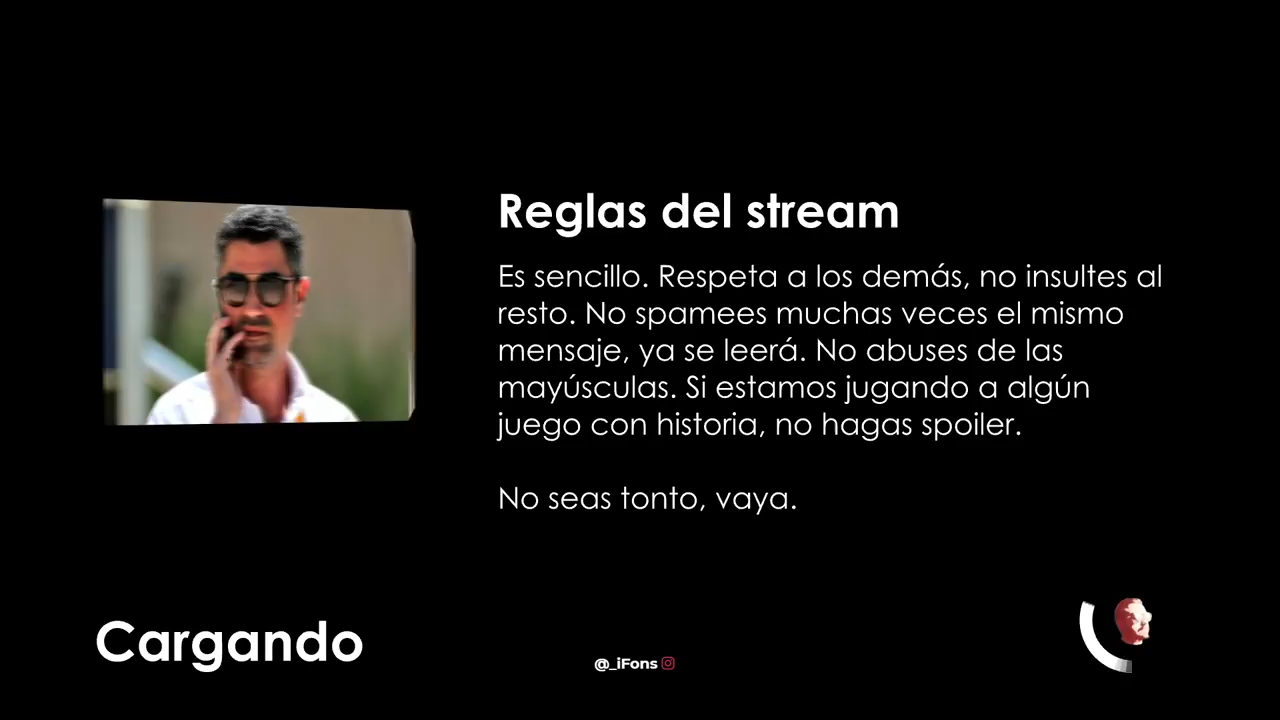 Reglas del stream
Es sencillo. Respeta a los demás, no insultes al
resto. No spamees muchas veces el mismo
mensaje, ya se leerá. No abuses de las
mayúsculas. Si estamos jugando a algún
juego con historia, no hagas spoiler.
No seas tonto, vaya.
Cargando
@_iFons